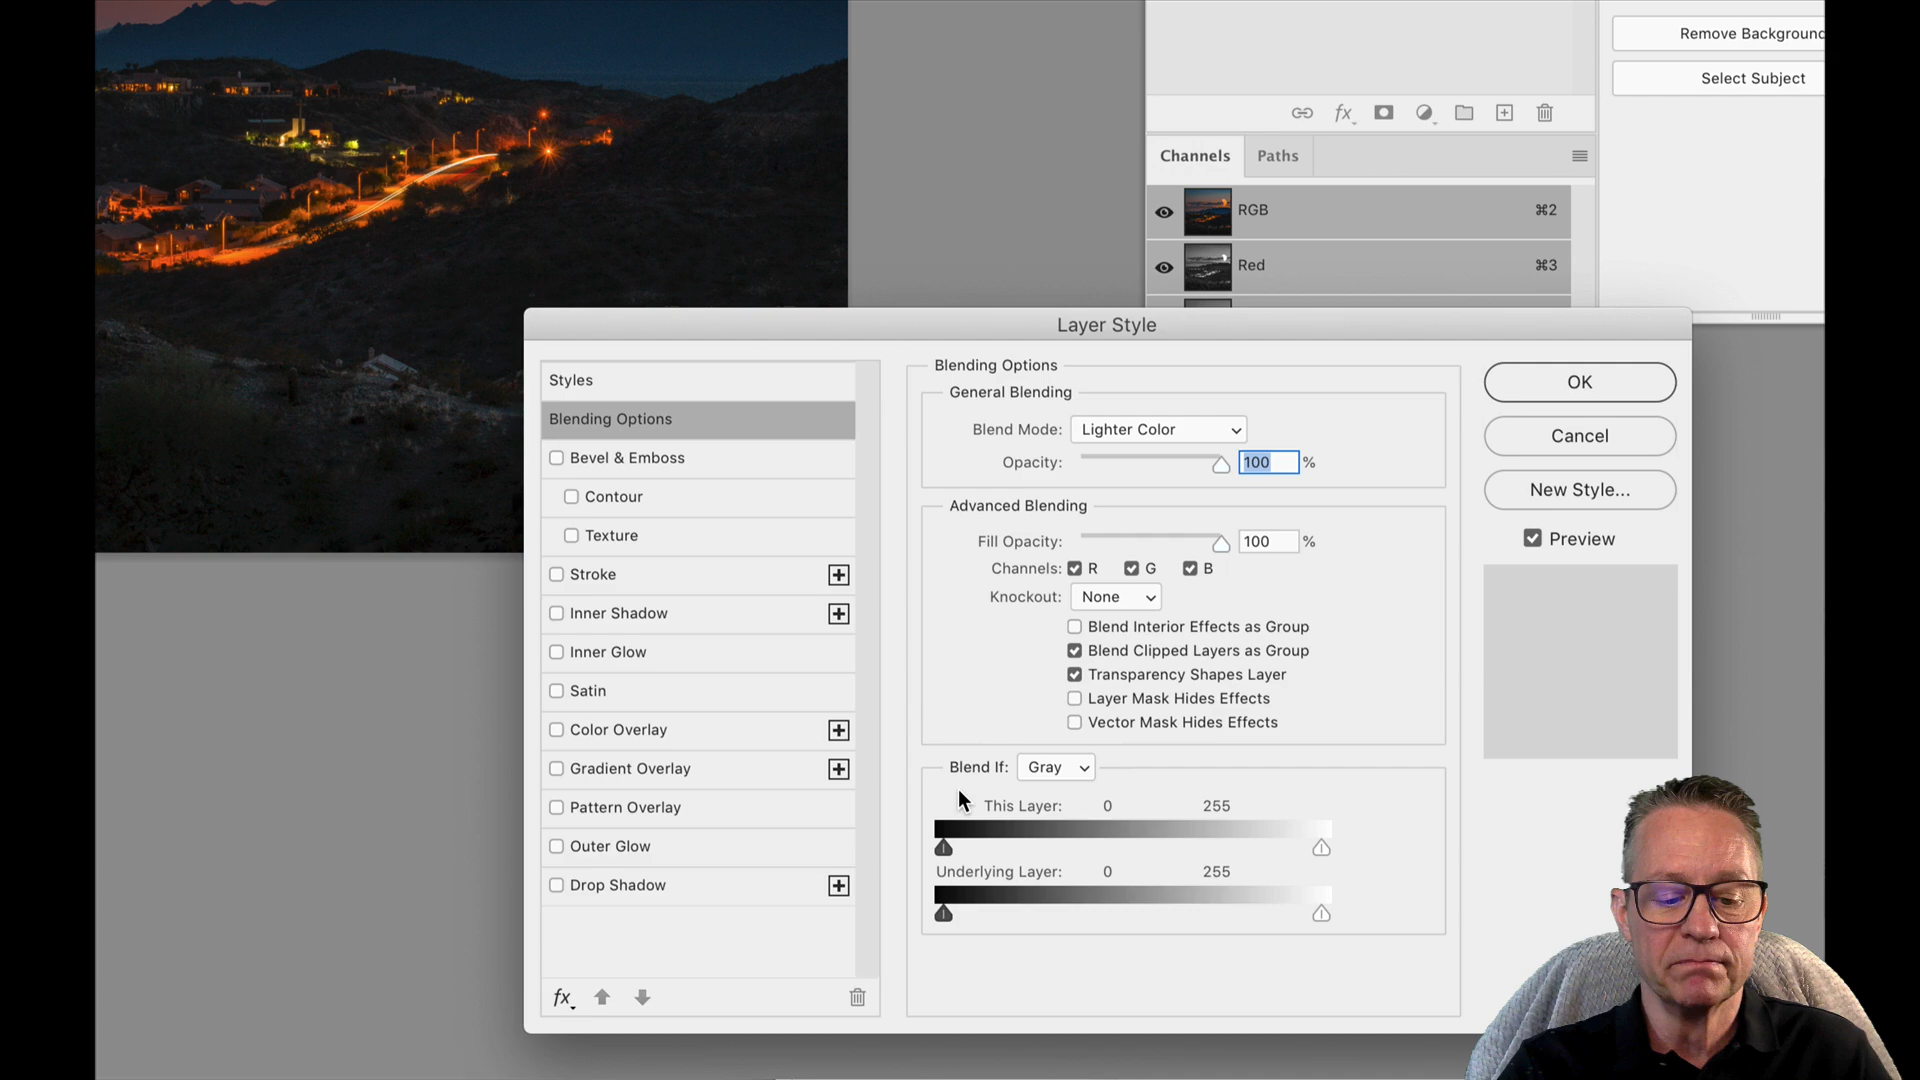 Remove Background
Select Subject
fx
Channels Paths
RGB ⌘2
Red ⌘3
Layer Style
Styles
Blending Options
Bevel & Emboss
Contour
Texture
Stroke
Inner Shadow
Inner Glow
Satin
Color Overlay
Gradient Overlay
Pattern Overlay
Outer Glow
Drop Shadow
fx
Blending Options
General Blending
Blend Mode: Lighter Color
Opacity: 100 %
Advanced Blending
Fill Opacity: 100 %
Channels: R G B
Knockout: None
Blend Interior Effects as Group
Blend Clipped Layers as Group
Transparency Shapes Layer
Layer Mask Hides Effects
Vector Mask Hides Effects
Blend If: Gray
This Layer: 0 255
Underlying Layer: 0 255
OK
Cancel
New Style...
Preview